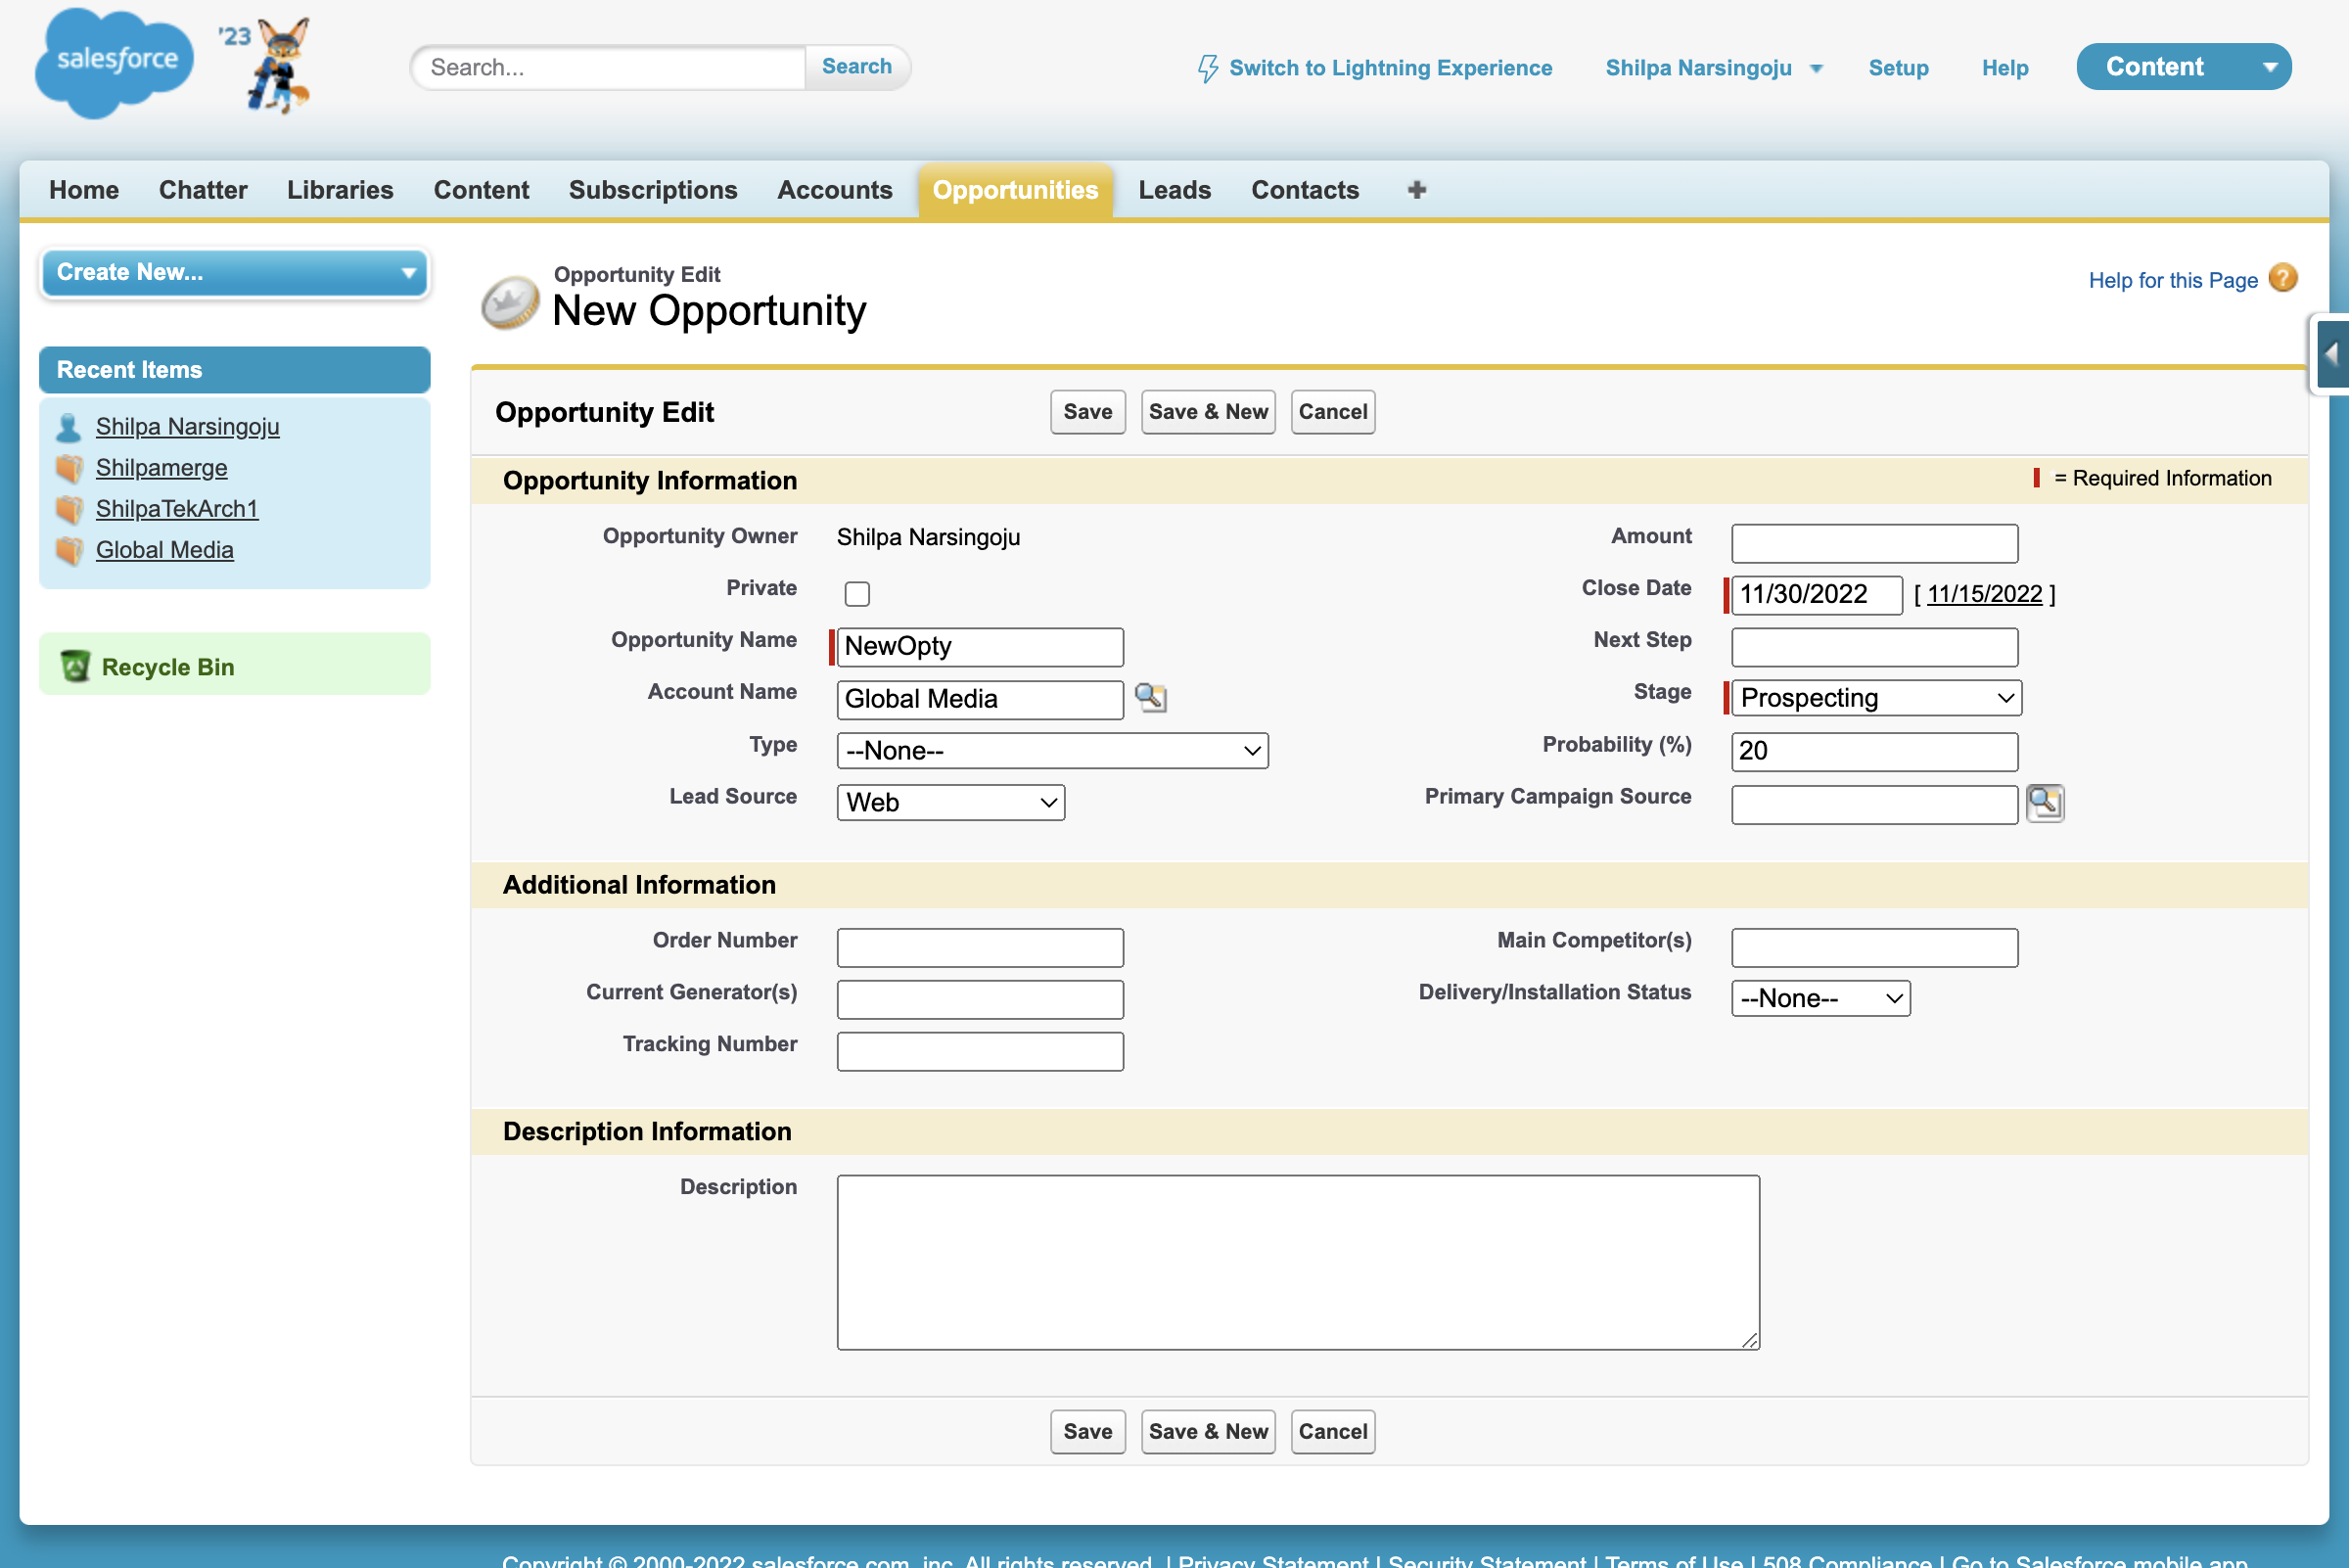 salesforce
'23
Search...
Search
Switch to Lightning Experience
Shilpa Narsingoju
Setup
Help
Content
Home
Chatter
Libraries
Content
Subscriptions
Accounts
Opportunities
Leads
Contacts
Create New...
Recent Items
Shilpa Narsingoju
Shilpamerge
ShilpaTekArch1
Global Media
Recycle Bin
Opportunity Edit
New Opportunity
Help for this Page ?
Opportunity Edit
Save
Save & New
Cancel
Opportunity Information
= Required Information
Opportunity Owner Shilpa Narsingoju
Amount
Private
Close Date 11/30/2022 [ 11/15/2022 ]
Opportunity Name NewOpty
Next Step
Account Name Global Media
Stage Prospecting
Type --None--
Probability (%) 20
Lead Source Web
Primary Campaign Source
Additional Information
Order Number
Main Competitor(s)
Current Generator(s)
Delivery/Installation Status --None--
Tracking Number
Description Information
Description
Save
Save & New
Cancel
Copyright © 2000-2022 salesforce.com, inc. All rights reserved. | Privacy Statement | Security Statement | Terms of Use | 508 Compliance | Go to Salesforce mobile app